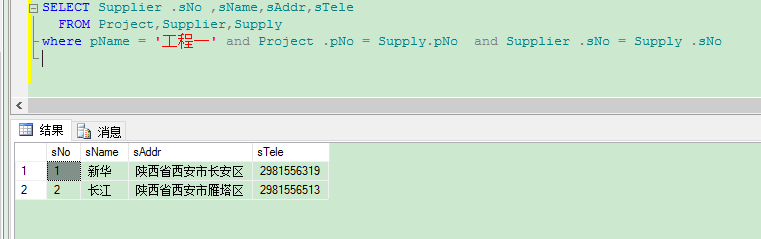 SELECT Supplier .sNo ,sName,sAddr,sTele
FROM Project,Supplier,Supply
where pName = '工程一' and Project .pNo = Supply.pNo  and Supplier .sNo = Supply .sNo
结果 消息
sNo sName sAddr sTele
1 1 新华 陕西省西安市长安区 2981556319
2 2 长江 陕西省西安市雁塔区 2981556513